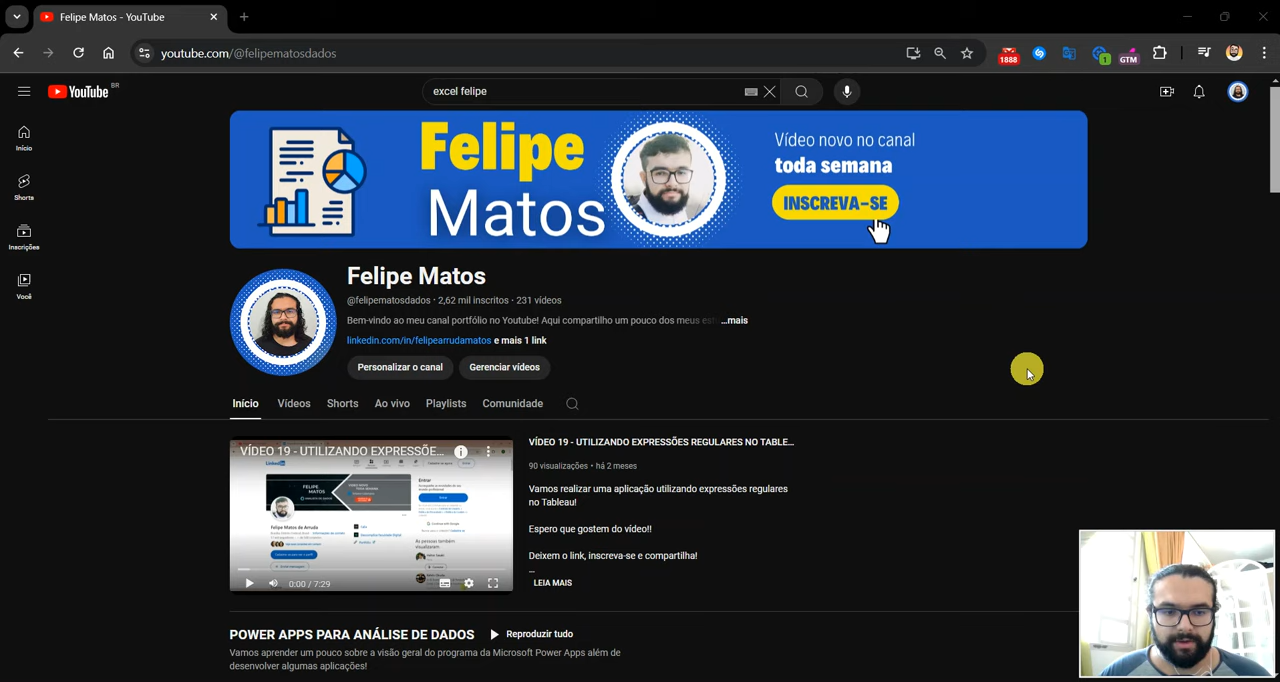 Felipe Matos - YouTube
youtube.com/@felipematosdados
1888
1
GTM
YouTube BR
excel felipe
Início
Shorts
Inscrições
Você
Felipe
Matos
Vídeo novo no canal
toda semana
INSCREVA-SE
Felipe Matos
@felipematosdados · 2,62 mil inscritos · 231 vídeos
Bem-vindo ao meu canal portfólio no Youtube! Aqui compartilho um pouco dos meus ...mais
linkedin.com/in/felipearrudamatos e mais 1 link
Personalizar o canal
Gerenciar vídeos
Início Vídeos Shorts Ao vivo Playlists Comunidade
VÍDEO 19 - UTILIZANDO EXPRESSÕE...
LinkedIn
FELIPE
MATOS
Entrar
Felipe Matos de Arruda
0:00 / 7:29
VÍDEO 19 - UTILIZANDO EXPRESSÕES REGULARES NO TABLE...
90 visualizações • há 2 meses
Vamos realizar uma aplicação utilizando expressões regulares
no Tableau!
Espero que gostem do vídeo!!
Deixem o link, inscreva-se e compartilha!
...
LEIA MAIS
POWER APPS PARA ANÁLISE DE DADOS
Reproduzir tudo
Vamos aprender um pouco sobre a visão geral do programa da Microsoft Power Apps além de
desenvolver algumas aplicações!